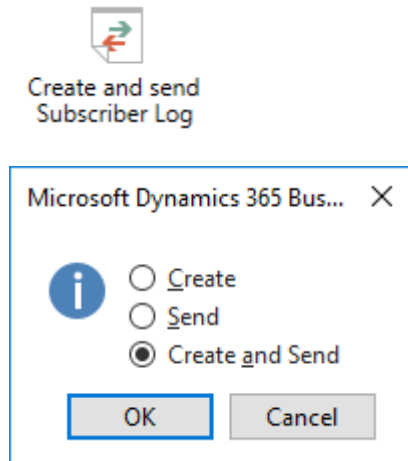 Create and send
Subscriber Log
Microsoft Dynamics 365 Bus...
Create
Send
Create and Send
OK
Cancel